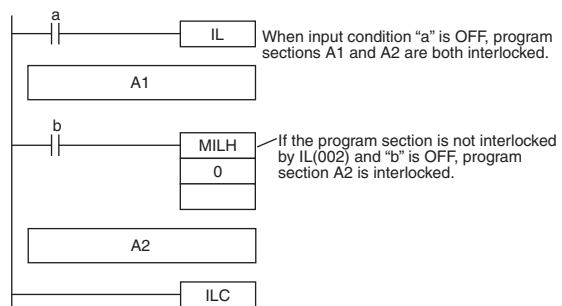 a
IL
When input condition “a” is OFF, program
sections A1 and A2 are both interlocked.
A1
b
MILH
If the program section is not interlocked
by IL(002) and “b” is OFF, program
0
section A2 is interlocked.
A2
ILC